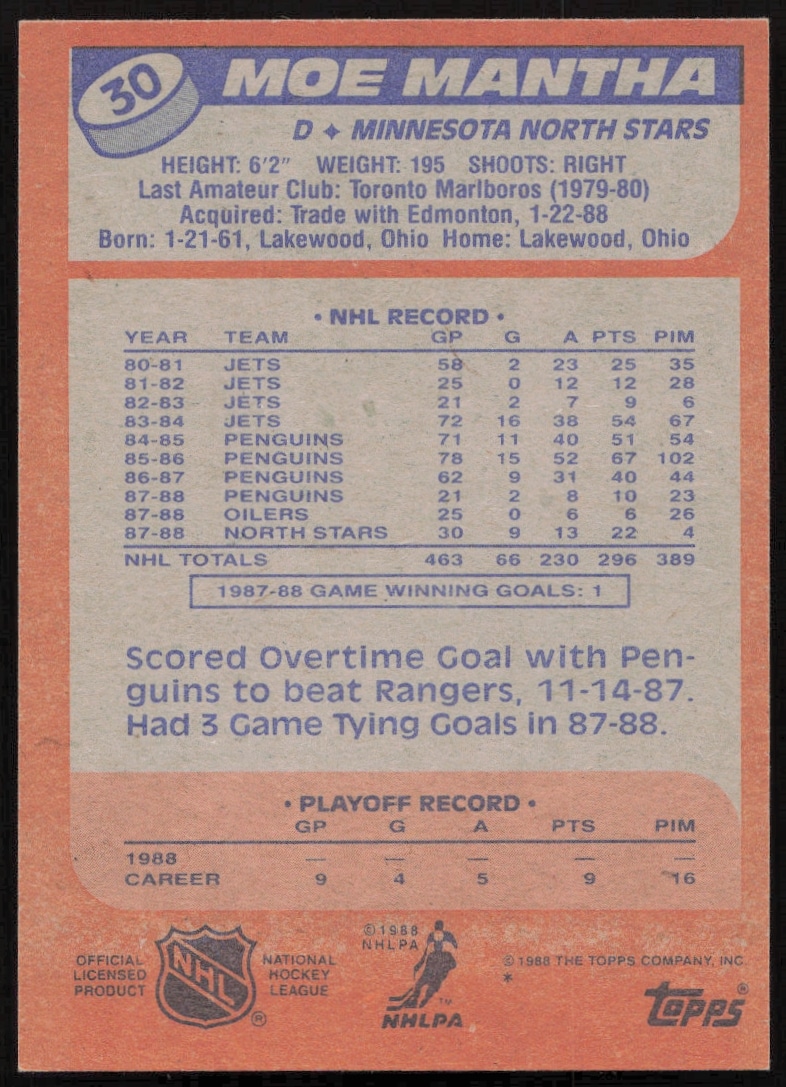 30
MOE MANTHA
D ✦ MINNESOTA NORTH STARS
HEIGHT: 6'2" WEIGHT: 195 SHOOTS: RIGHT
Last Amateur Club: Toronto Marlboros (1979-80)
Acquired: Trade with Edmonton, 1-22-88
Born: 1-21-61, Lakewood, Ohio Home: Lakewood, Ohio
• NHL RECORD •
YEAR TEAM GP G A PTS PIM
80-81 JETS 58 2 23 25 35
81-82 JETS 25 0 12 12 28
82-83 JETS 21 2 7 9 6
83-84 JETS 72 16 38 54 67
84-85 PENGUINS 71 11 40 51 54
85-86 PENGUINS 78 15 52 67 102
86-87 PENGUINS 62 9 31 40 44
87-88 PENGUINS 21 2 8 10 23
87-88 OILERS 25 0 6 6 26
87-88 NORTH STARS 30 9 13 22 4
NHL TOTALS 463 66 230 296 389
1987-88 GAME WINNING GOALS: 1
Scored Overtime Goal with Pen-
guins to beat Rangers, 11-14-87.
Had 3 Game Tying Goals in 87-88.
• PLAYOFF RECORD •
GP G A PTS PIM
1988 — — — — —
CAREER 9 4 5 9 16
OFFICIAL
LICENSED
PRODUCT
NHL
®
NATIONAL
HOCKEY
LEAGUE
©1988
NHLPA
TM
NHLPA
© 1988 THE TOPPS COMPANY, INC.
*
topps®